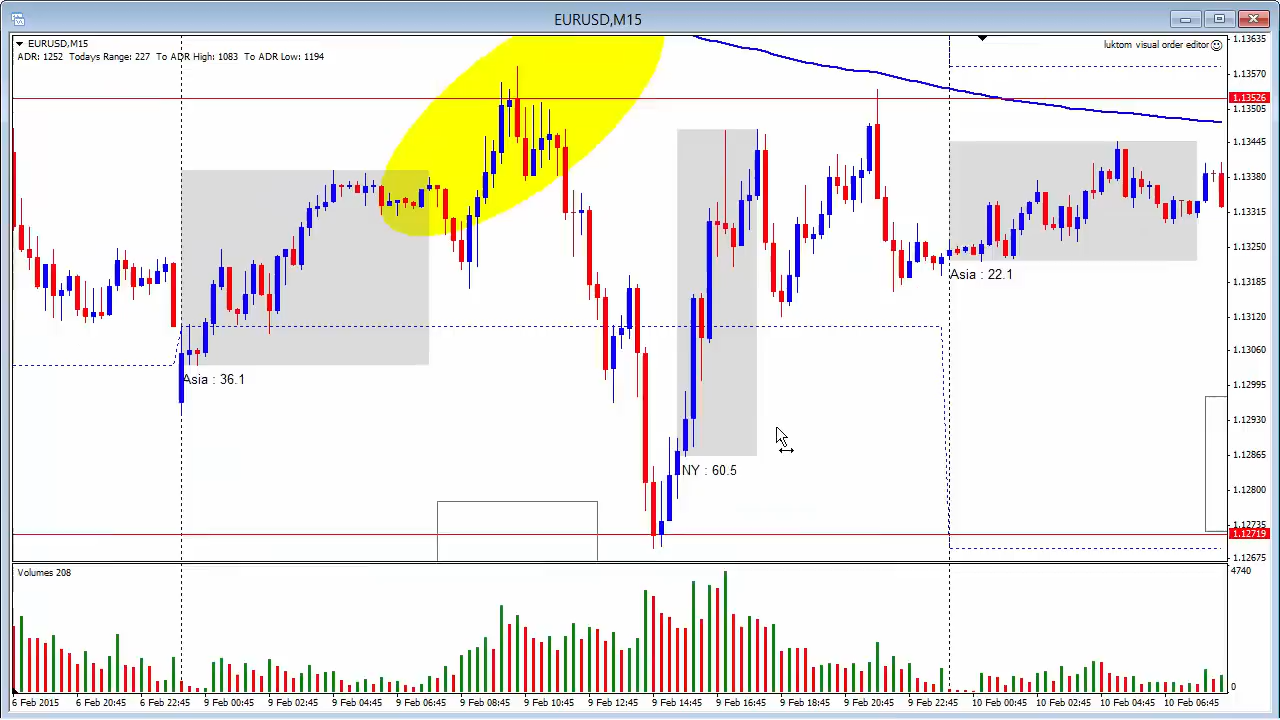 EURUSD,M15
EURUSD,M15
ADR: 1252 Todays Range: 227 To ADR High: 1083 To ADR Low: 1194
luktom visual order editor
1.13635
1.13570
1.13526
1.13505
1.13445
1.13380
1.13315
1.13250
1.13185
1.13120
1.13060
1.12995
1.12930
1.12865
1.12800
1.12735
1.12719
1.12675
Asia : 36.1
NY : 60.5
Asia : 22.1
Volumes 208
4740
0
6 Feb 2015 6 Feb 20:45 6 Feb 22:45 9 Feb 00:45 9 Feb 02:45 9 Feb 04:45 9 Feb 06:45 9 Feb 08:45 9 Feb 10:45 9 Feb 12:45 9 Feb 14:45 9 Feb 16:45 9 Feb 18:45 9 Feb 20:45 9 Feb 22:45 10 Feb 00:45 10 Feb 02:45 10 Feb 04:45 10 Feb 06:45